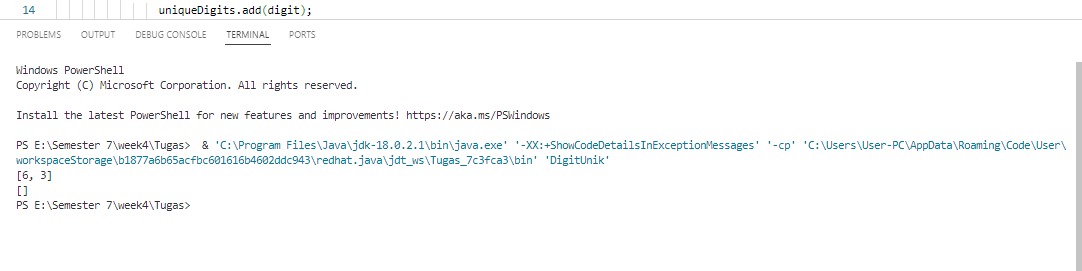 14 uniqueDigits.add(digit);
PROBLEMS OUTPUT DEBUG CONSOLE TERMINAL PORTS
Windows PowerShell
Copyright (C) Microsoft Corporation. All rights reserved.
Install the latest PowerShell for new features and improvements! https://aka.ms/PSWindows
PS E:\Semester 7\week4\Tugas>  & 'C:\Program Files\Java\jdk-18.0.2.1\bin\java.exe' '-XX:+ShowCodeDetailsInExceptionMessages' '-cp' 'C:\Users\User-PC\AppData\Roaming\Code\User\
workspaceStorage\b1877a6b65acfbc601616b4602ddc943\redhat.java\jdt_ws\Tugas_7c3fca3\bin' 'DigitUnik'
[6, 3]
[]
PS E:\Semester 7\week4\Tugas>